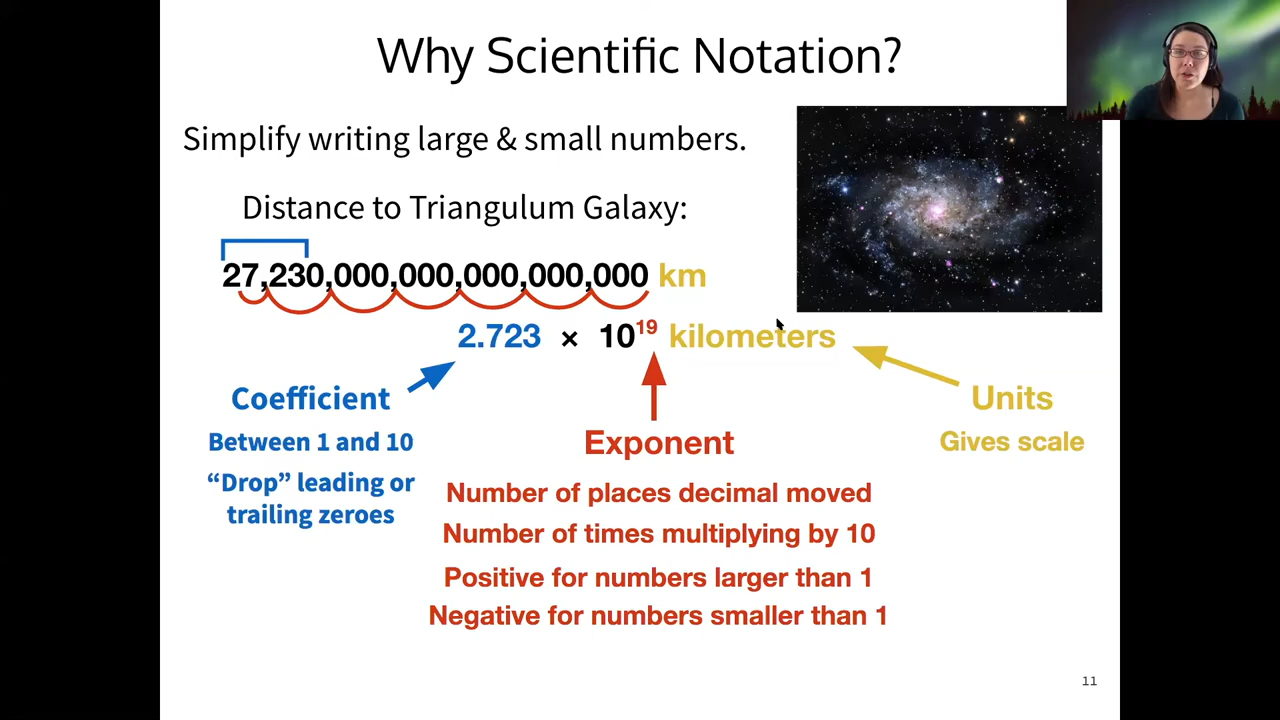 Why Scientific Notation?
Simplify writing large & small numbers.
Distance to Triangulum Galaxy:
27,230,000,000,000,000,000 km
2.723 × 10¹⁹ kilometers
Coefficient
Between 1 and 10
“Drop” leading or
trailing zeroes
Exponent
Number of places decimal moved
Number of times multiplying by 10
Positive for numbers larger than 1
Negative for numbers smaller than 1
Units
Gives scale
11